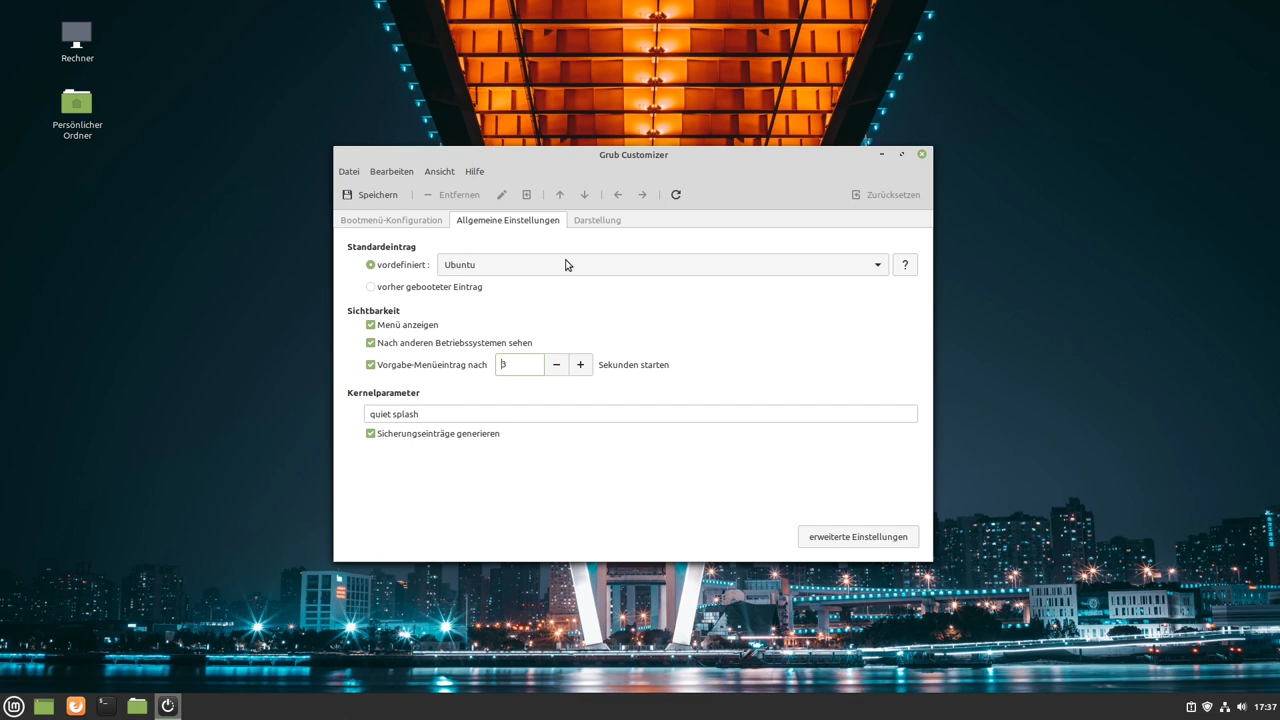 Rechner
Persönlicher
Ordner
Grub Customizer
Datei Bearbeiten Ansicht Hilfe
Speichern Entfernen Zurücksetzen
Bootmenü-Konfiguration Allgemeine Einstellungen Darstellung
Standardeintrag
vordefiniert : Ubuntu ?
vorher gebooteter Eintrag
Sichtbarkeit
Menü anzeigen
Nach anderen Betriebssystemen sehen
Vorgabe-Menüeintrag nach 3 − + Sekunden starten
Kernelparameter
quiet splash
Sicherungseinträge generieren
erweiterte Einstellungen
17:37